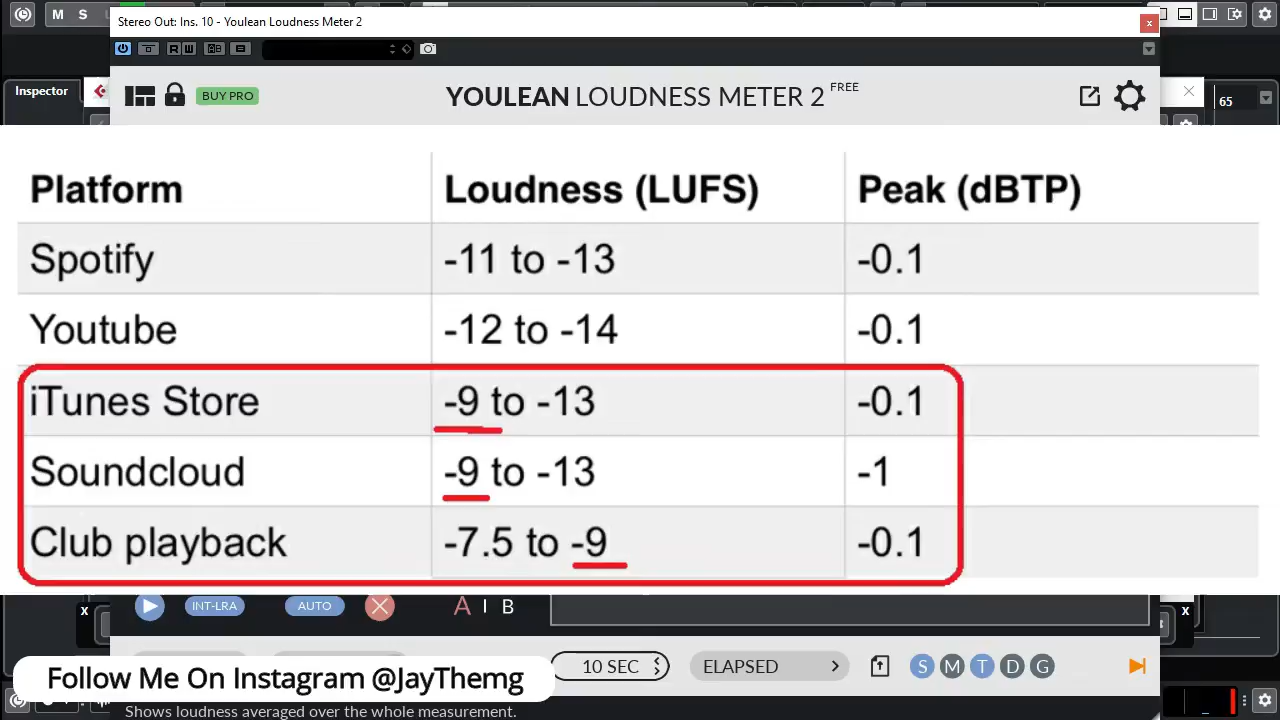 Stereo Out: Ins. 10 - Youlean Loudness Meter 2
x
M S
R W
AB
Inspector
BUY PRO
YOULEAN LOUDNESS METER 2 FREE
65
Platform Loudness (LUFS) Peak (dBTP)
Spotify -11 to -13 -0.1
Youtube -12 to -14 -0.1
iTunes Store -9 to -13 -0.1
Soundcloud -9 to -13 -1
Club playback -7.5 to -9 -0.1
x INT-LRA AUTO A I B x
10 SEC ELAPSED S M T D G
Follow Me On Instagram @JayThemg
Shows loudness averaged over the whole measurement.